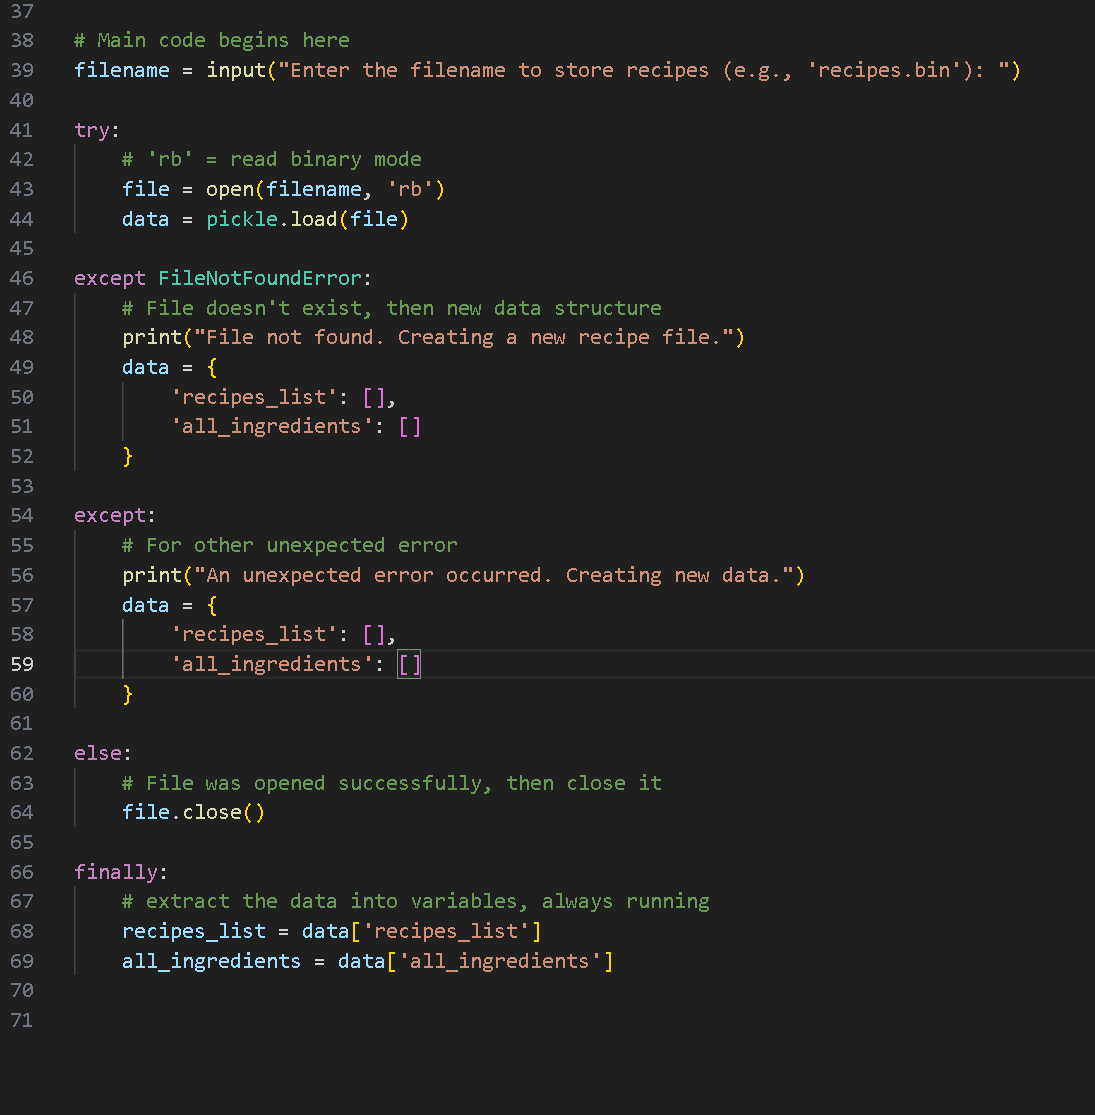 37
38 # Main code begins here
39 filename = input("Enter the filename to store recipes (e.g., 'recipes.bin'): ")
40
41 try:
42     # 'rb' = read binary mode
43     file = open(filename, 'rb')
44     data = pickle.load(file)
45
46 except FileNotFoundError:
47     # File doesn't exist, then new data structure
48     print("File not found. Creating a new recipe file.")
49     data = {
50         'recipes_list': [],
51         'all_ingredients': []
52     }
53
54 except:
55     # For other unexpected error
56     print("An unexpected error occurred. Creating new data.")
57     data = {
58         'recipes_list': [],
59         'all_ingredients': []
60     }
61
62 else:
63     # File was opened successfully, then close it
64     file.close()
65
66 finally:
67     # extract the data into variables, always running
68     recipes_list = data['recipes_list']
69     all_ingredients = data['all_ingredients']
70
71